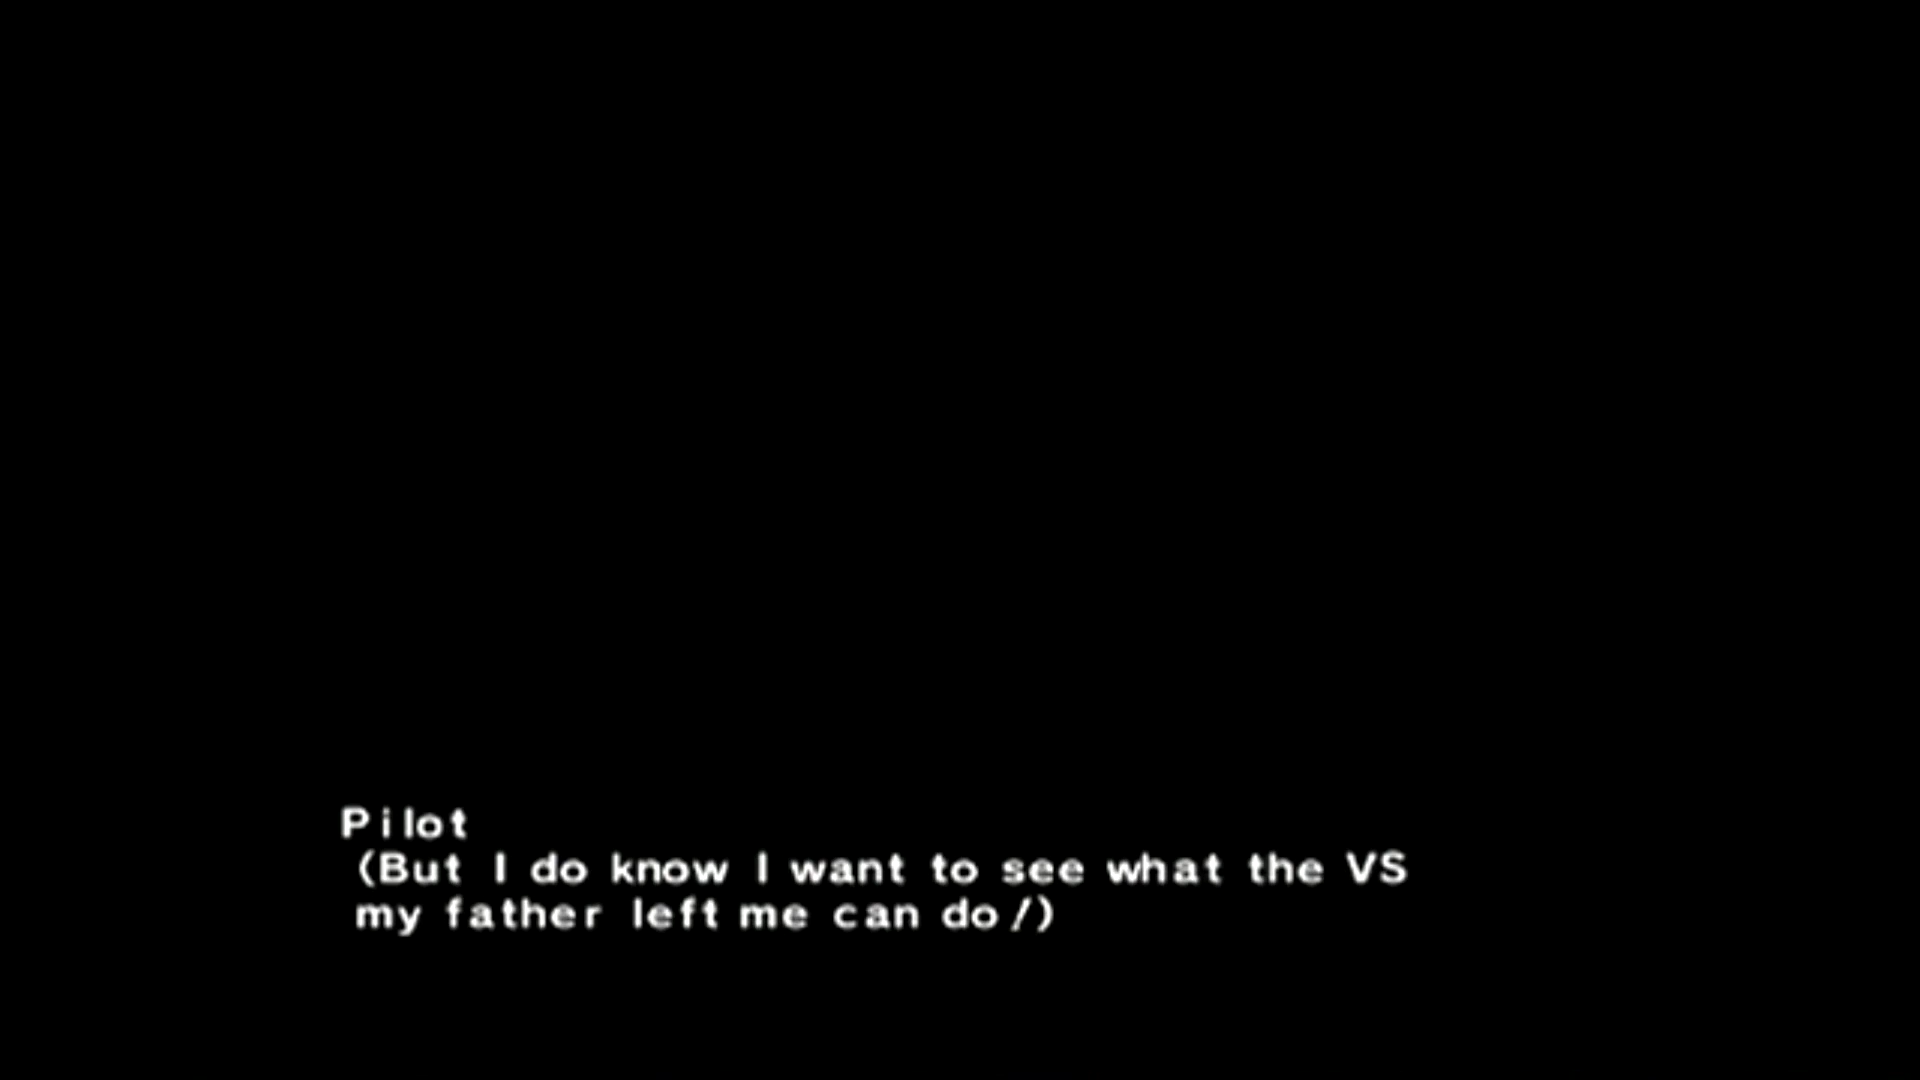 Pilot
(But I do know I want to see what the VS
my father left me can do/)